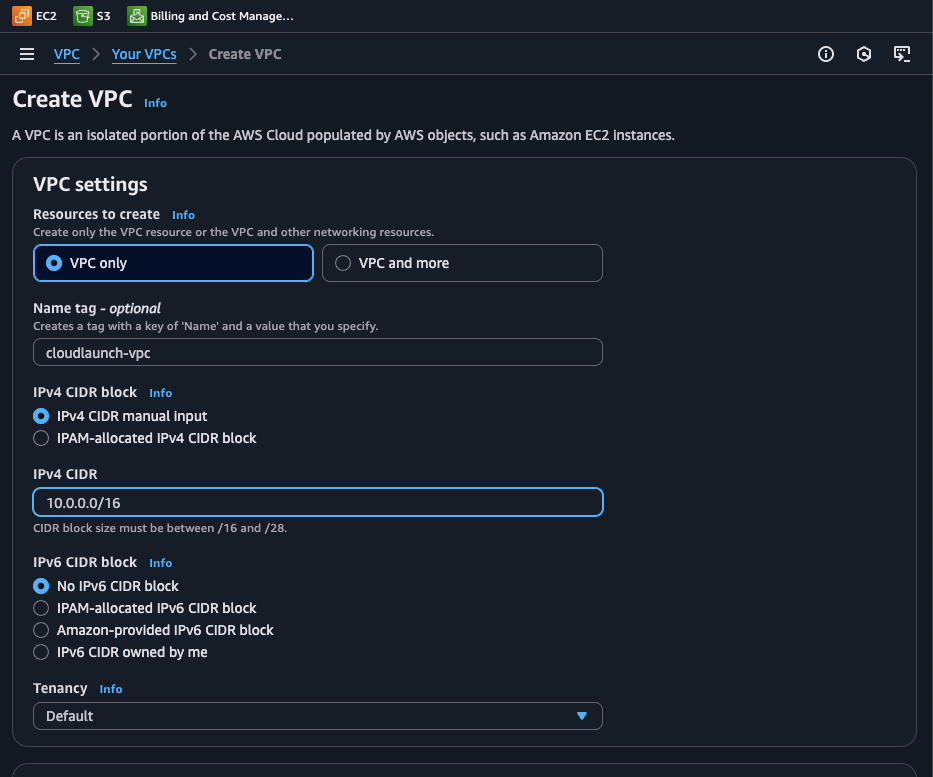 EC2 S3 Billing and Cost Manage...
VPC Your VPCs Create VPC
Create VPC Info
A VPC is an isolated portion of the AWS Cloud populated by AWS objects, such as Amazon EC2 instances.
VPC settings
Resources to create Info
Create only the VPC resource or the VPC and other networking resources.
VPC only VPC and more
Name tag - optional
Creates a tag with a key of 'Name' and a value that you specify.
cloudlaunch-vpc
IPv4 CIDR block Info
IPv4 CIDR manual input
IPAM-allocated IPv4 CIDR block
IPv4 CIDR
10.0.0.0/16
CIDR block size must be between /16 and /28.
IPv6 CIDR block Info
No IPv6 CIDR block
IPAM-allocated IPv6 CIDR block
Amazon-provided IPv6 CIDR block
IPv6 CIDR owned by me
Tenancy Info
Default